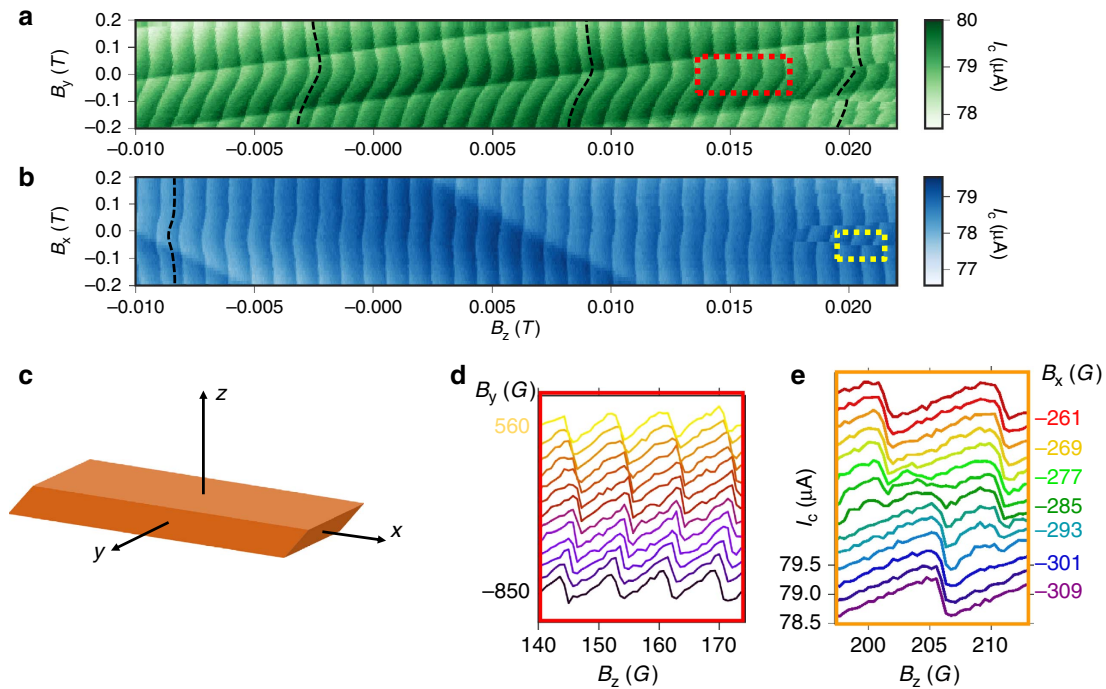 a
B_y (T)
0.2
0.1
0.0
−0.1
−0.2
−0.010 −0.005 −0.000 0.005 0.010 0.015 0.020
80
79
78
I_c (µA)
b
B_x (T)
0.2
0.1
0.0
−0.1
−0.2
−0.010 −0.005 −0.000 0.005 0.010 0.015 0.020
B_z (T)
79
78
77
I_c (µA)
c
z
y
x
d
B_y (G)
560
−850
140 150 160 170
B_z (G)
e
B_x (G)
−261
−269
−277
−285
−293
−301
−309
I_c (µA)
79.5
79.0
78.5
200 205 210
B_z (G)